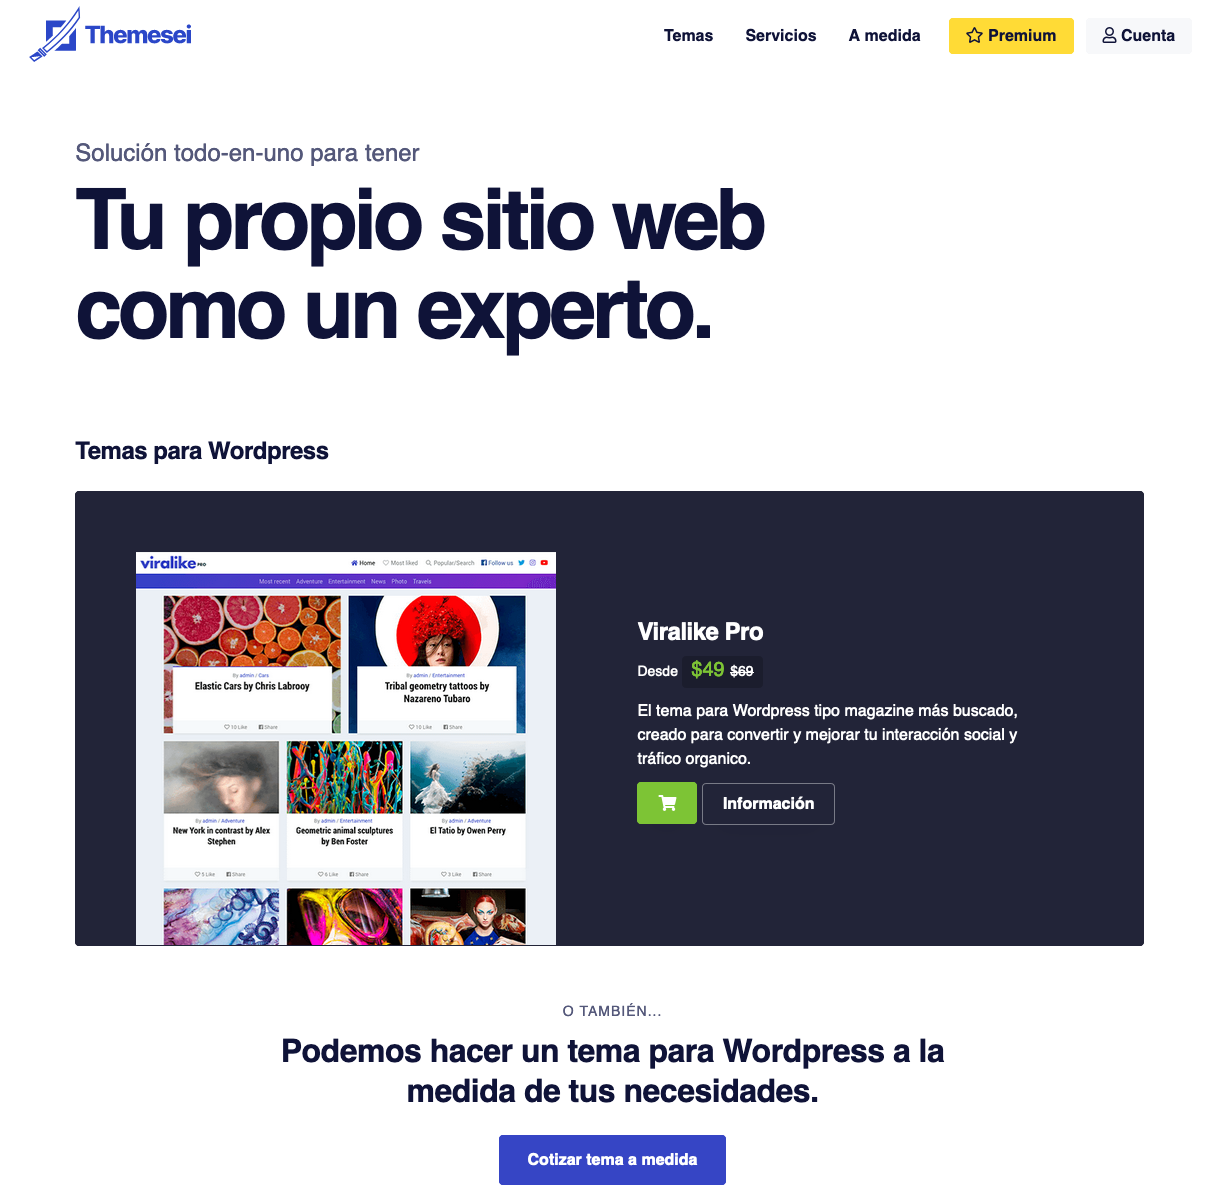 Themesei
Temas
Servicios
A medida
Premium
Cuenta
Solución todo-en-uno para tener
Tu propio sitio web
como un experto.
Temas para Wordpress
viralike PRO
Home
Most liked
Popular/Search
Follow us
Most recent
Adventure
Entertainment
News
Photo
Travels
By admin / Cars
Elastic Cars by Chris Labrooy
10 Like
Share
By admin / Entertainment
Tribal geometry tattoos by
Nazareno Tubaro
10 Like
Share
By admin / Adventure
New York in contrast by Alex
Stephen
5 Like
Share
By admin / Entertainment
Geometric animal sculptures
by Ben Foster
6 Like
Share
By admin / Adventure
El Tatio by Owen Perry
3 Like
Share
Viralike Pro
Desde $49 $69
El tema para Wordpress tipo magazine más buscado,
creado para convertir y mejorar tu interacción social y
tráfico organico.
Información
O TAMBIÉN...
Podemos hacer un tema para Wordpress a la
medida de tus necesidades.
Cotizar tema a medida